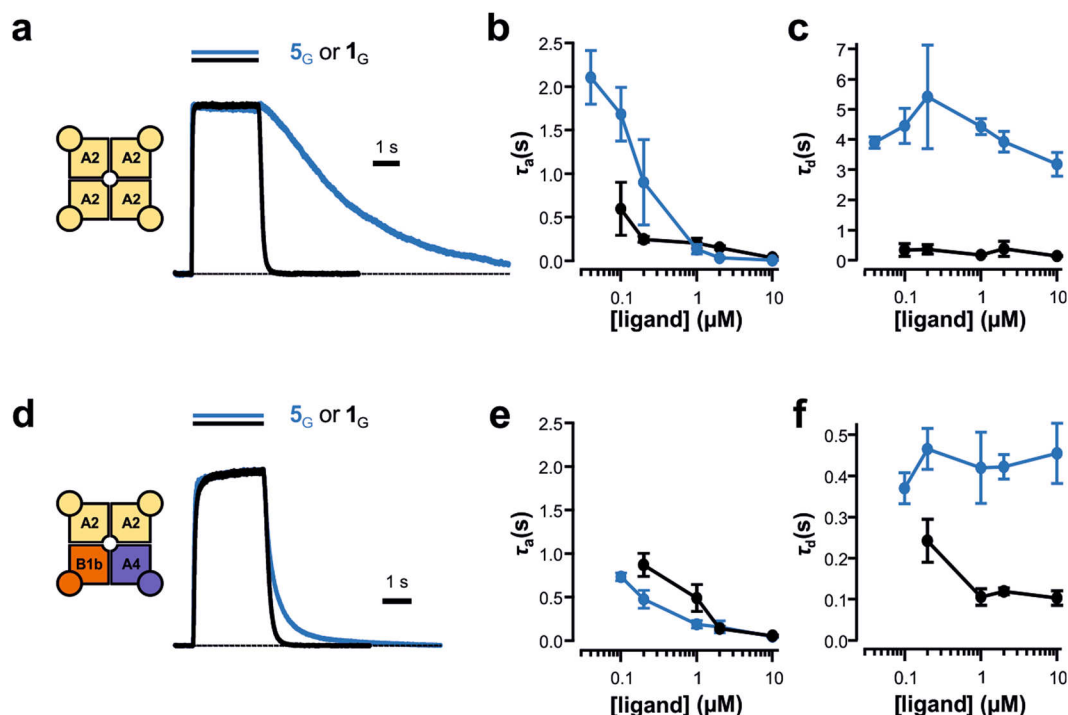 a
5G or 1G
1 s
A2 A2
A2 A2
b
τa(s)
2.5
2.0
1.5
1.0
0.5
0.0
0.1 1 10
[ligand] (μM)
c
τd(s)
7
6
5
4
3
2
1
0
0.1 1 10
[ligand] (μM)
d
5G or 1G
1 s
A2 A2
B1b A4
e
τa(s)
2.5
2.0
1.5
1.0
0.5
0.0
0.1 1 10
[ligand] (μM)
f
τd(s)
0.5
0.4
0.3
0.2
0.1
0.0
0.1 1 10
[ligand] (μM)